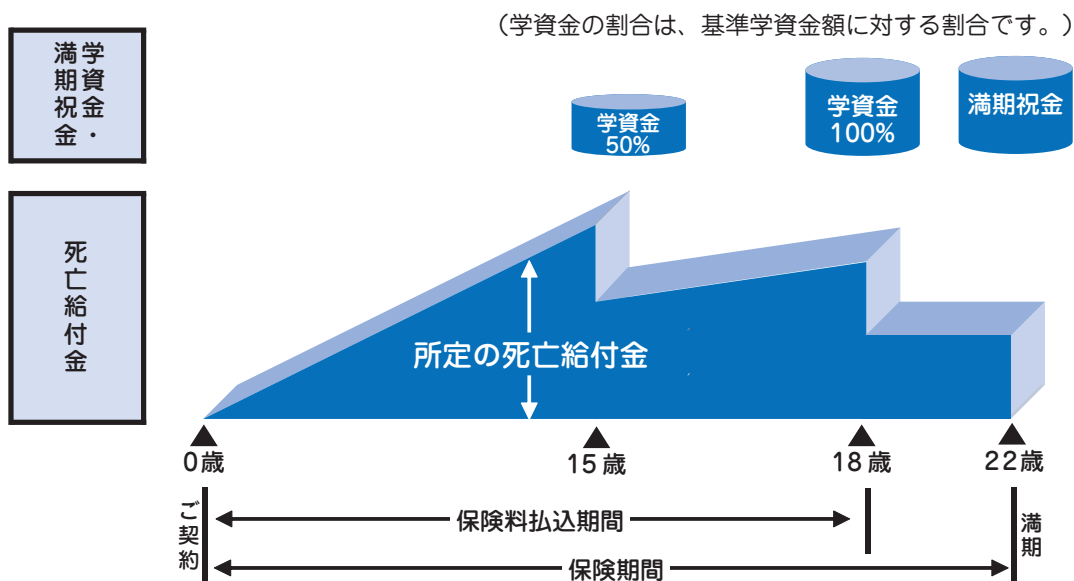 （学資金の割合は、基準学資金額に対する割合です。）
学資金・
満期祝金
学資金
50%
学資金
100%
満期祝金
死亡給付金
所定の死亡給付金
0歳
15歳
18歳
22歳
ご契約
保険料払込期間
満期
保険期間